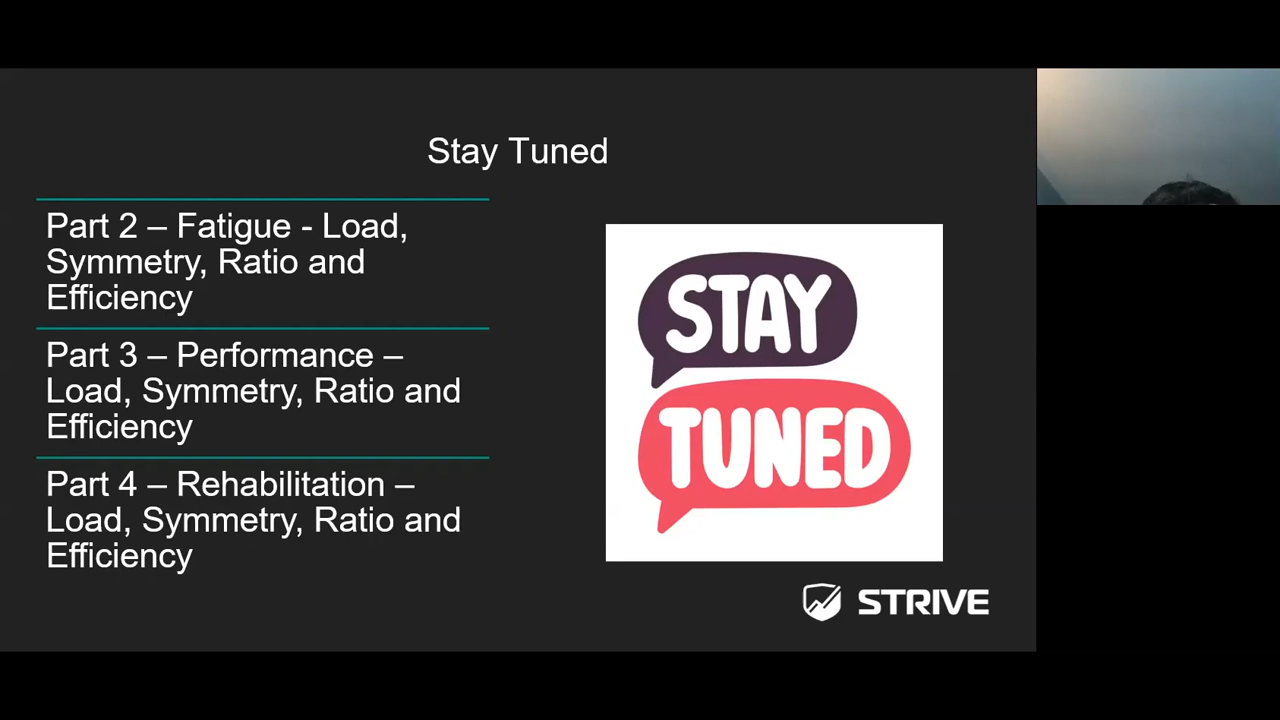 Stay Tuned
Part 2 – Fatigue - Load,
Symmetry, Ratio and
Efficiency
Part 3 – Performance –
Load, Symmetry, Ratio and
Efficiency
Part 4 – Rehabilitation –
Load, Symmetry, Ratio and
Efficiency
STAY
TUNED
STRIVE